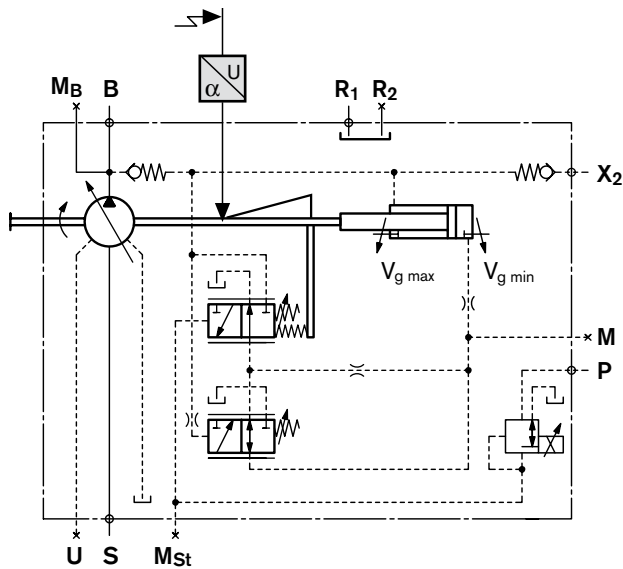 U
α
M_B B R_1 R_2
X_2
V_g max V_g min
M
P
U S M_St